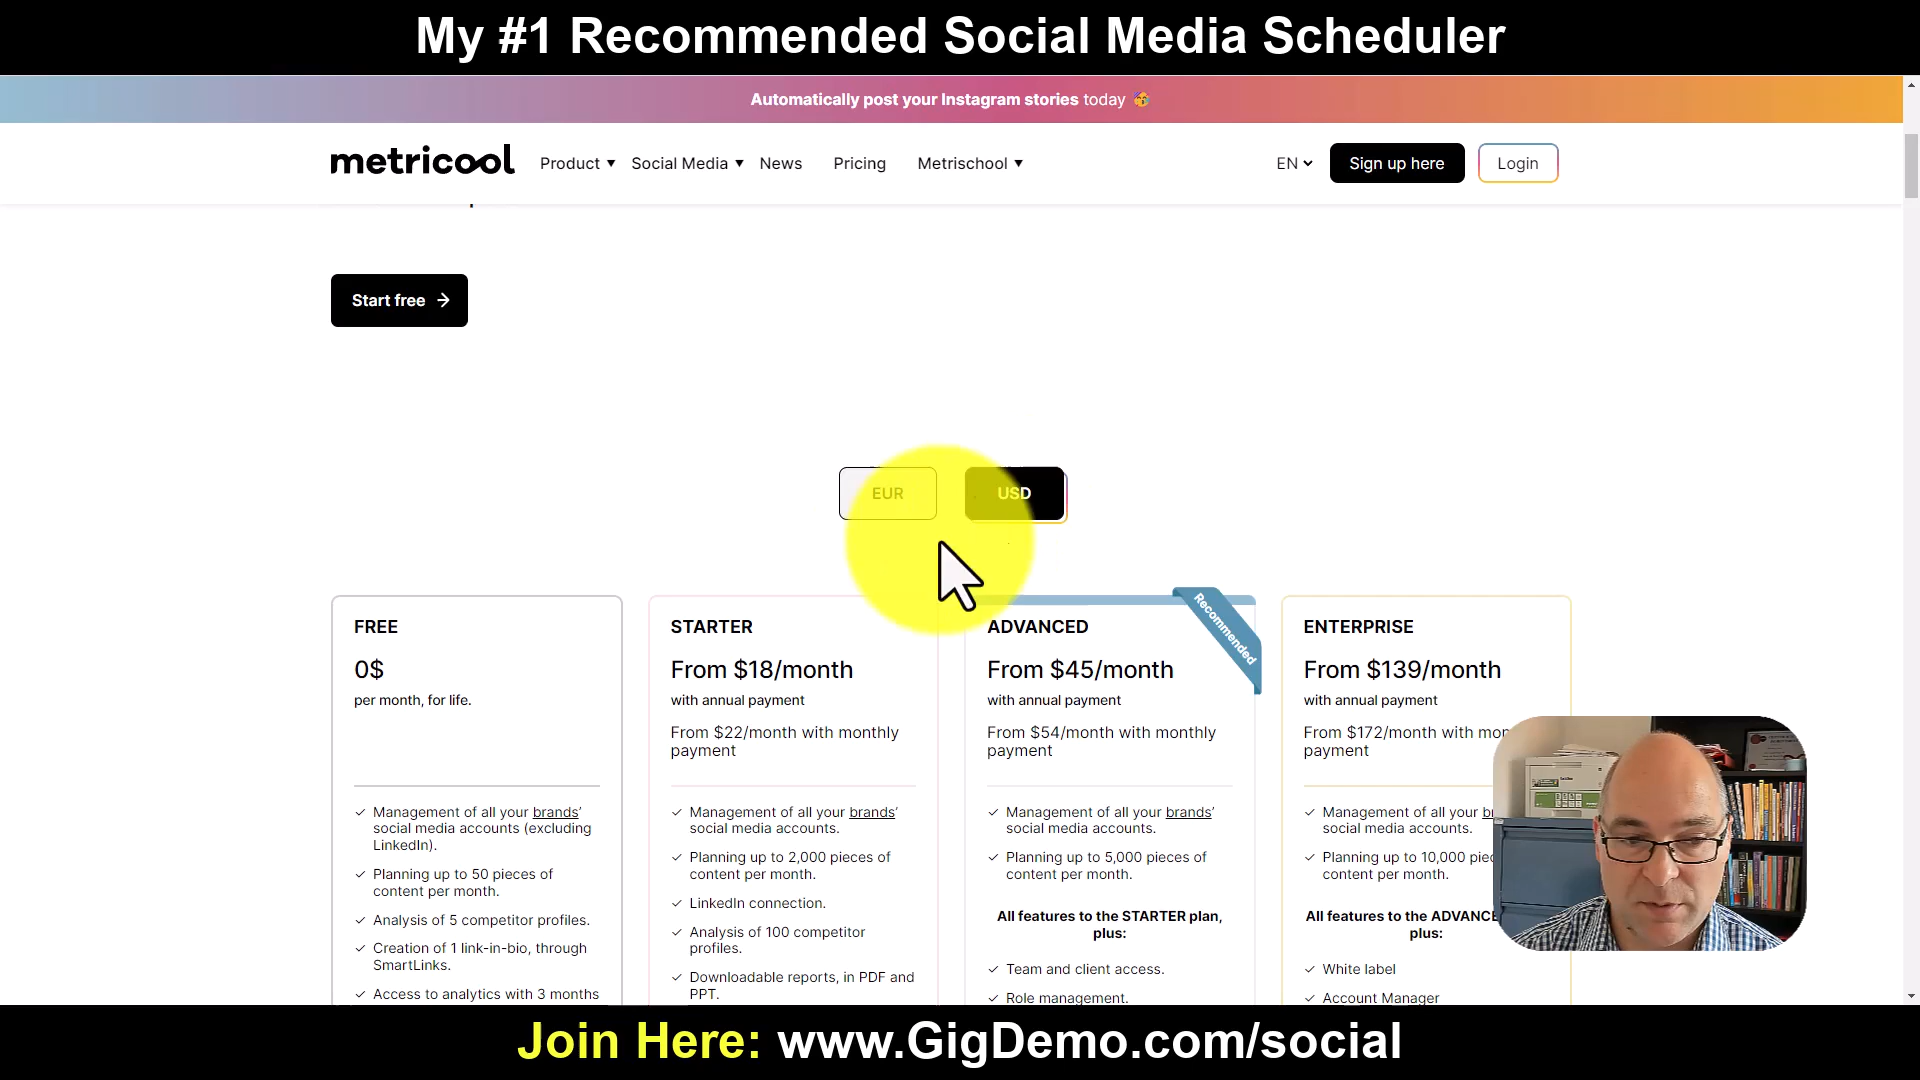 My #1 Recommended Social Media Scheduler
Automatically post your Instagram stories today
metricool
Product
Social Media
News
Pricing
Metrischool
EN
Sign up here
Login
Start free
EUR
USD
FREE
0$
per month, for life.
Management of all your brands'
social media accounts (excluding
LinkedIn).
Planning up to 50 pieces of
content per month.
Analysis of 5 competitor profiles.
Creation of 1 link-in-bio, through
SmartLinks.
Access to analytics with 3 months
STARTER
From $18/month
with annual payment
From $22/month with monthly
payment
Management of all your brands'
social media accounts.
Planning up to 2,000 pieces of
content per month.
LinkedIn connection.
Analysis of 100 competitor
profiles.
Downloadable reports, in PDF and
PPT.
Recommended
ADVANCED
From $45/month
with annual payment
From $54/month with monthly
payment
Management of all your brands'
social media accounts.
Planning up to 5,000 pieces of
content per month.
All features to the STARTER plan,
plus:
Team and client access.
Role management.
ENTERPRISE
From $139/month
with annual payment
From $172/month with
payment
Management of all your
social media accounts.
Planning up to 10,000
content per month.
All features to the
plus:
White label
Account Manager
Join Here: www.GigDemo.com/social